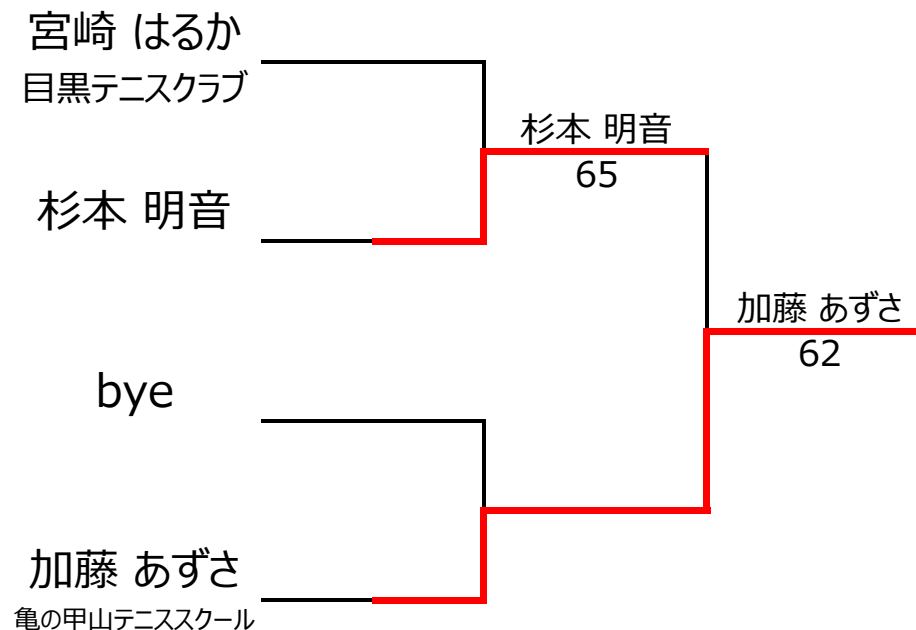 宮崎 はるか
目黒テニスクラブ
杉本 明音
65
杉本 明音
bye
加藤 あずさ
62
加藤 あずさ
亀の甲山テニススクール